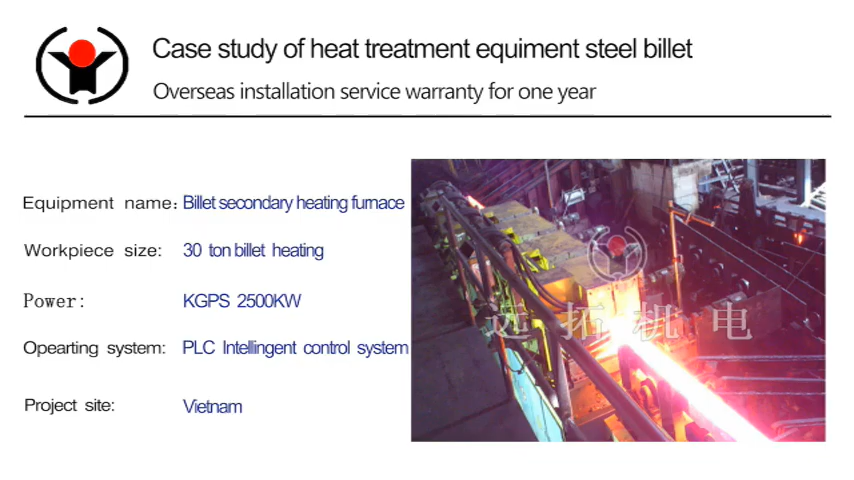 Case study of heat treatment equiment steel billet
Overseas installation service warranty for one year
Equipment name: Billet secondary heating furnace
Workpiece size: 30 ton billet heating
Power: KGPS 2500KW
Opearting system: PLC Intellingent control system
Project site: Vietnam
远拓机电